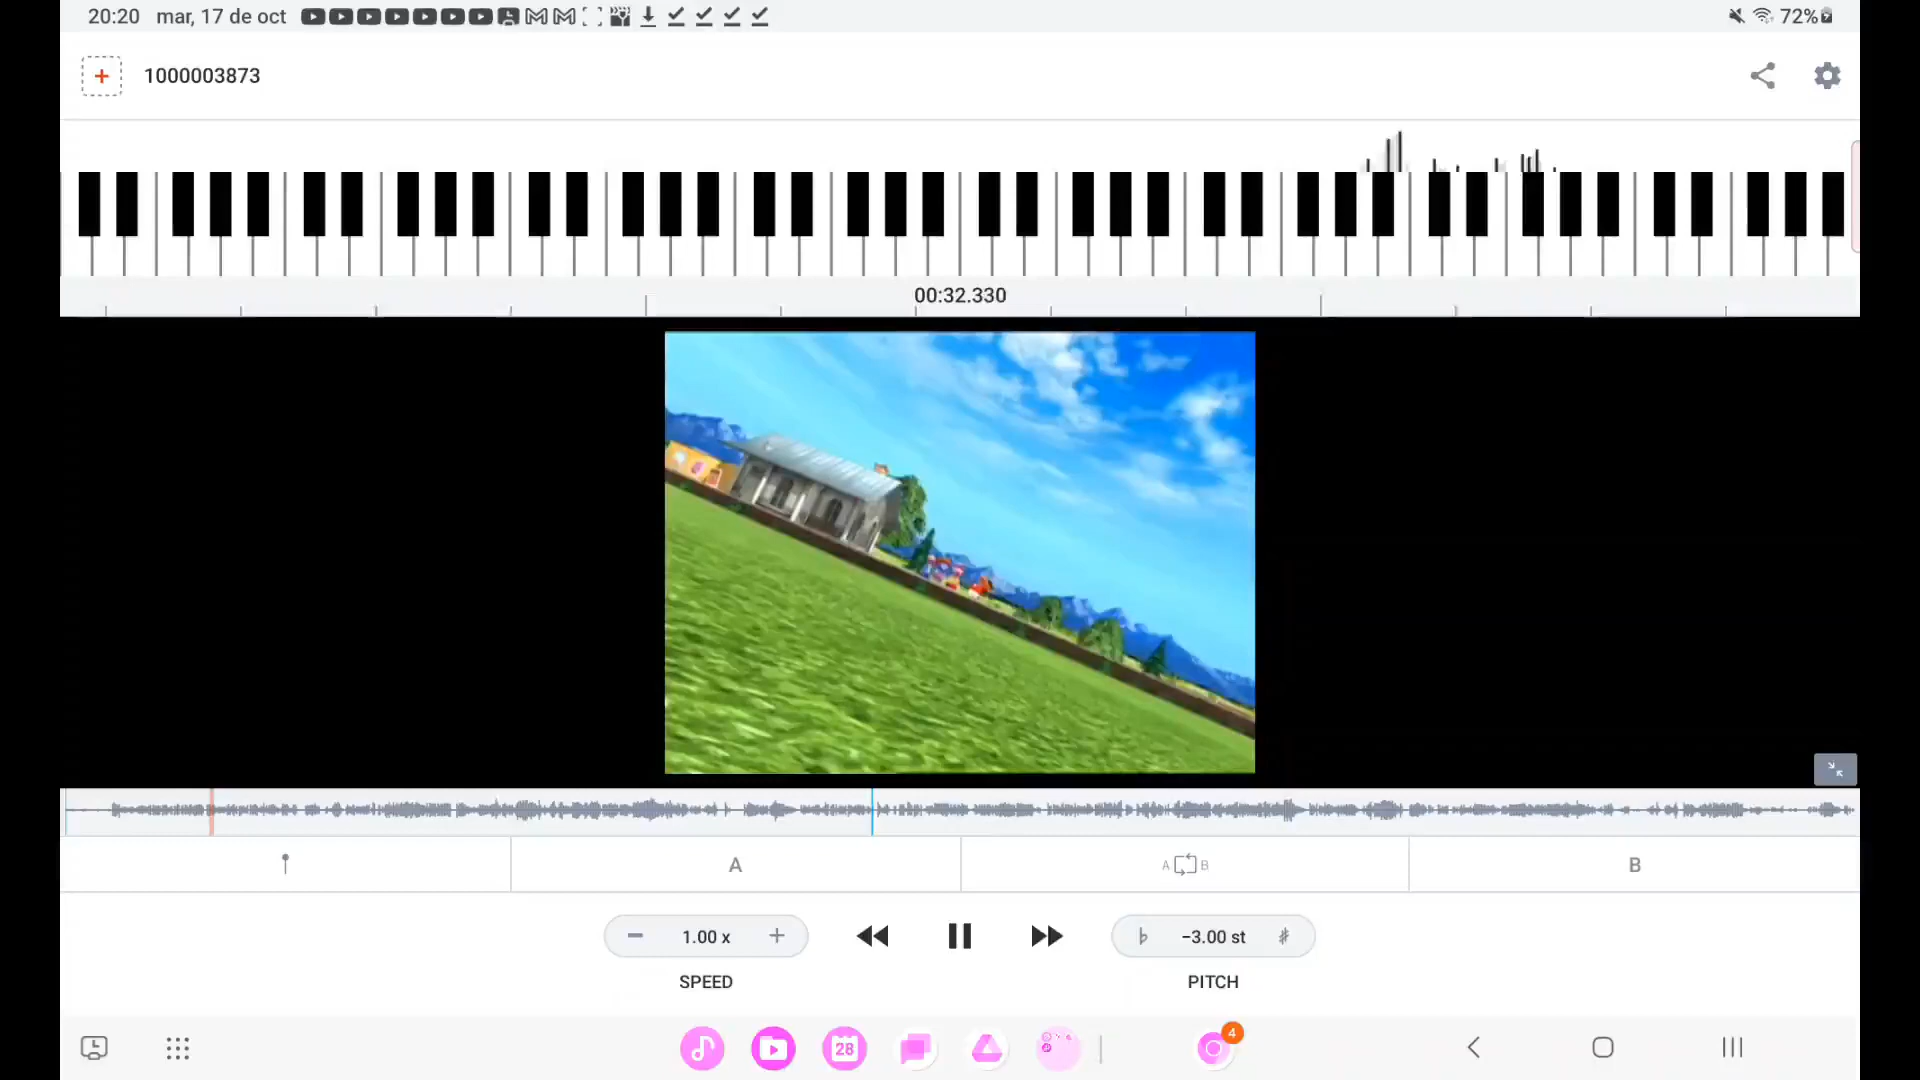 20:20 mar, 17 de oct 72%
1000003873
00:32.330
A A B B
1.00 x -3.00 st
SPEED PITCH
28 4